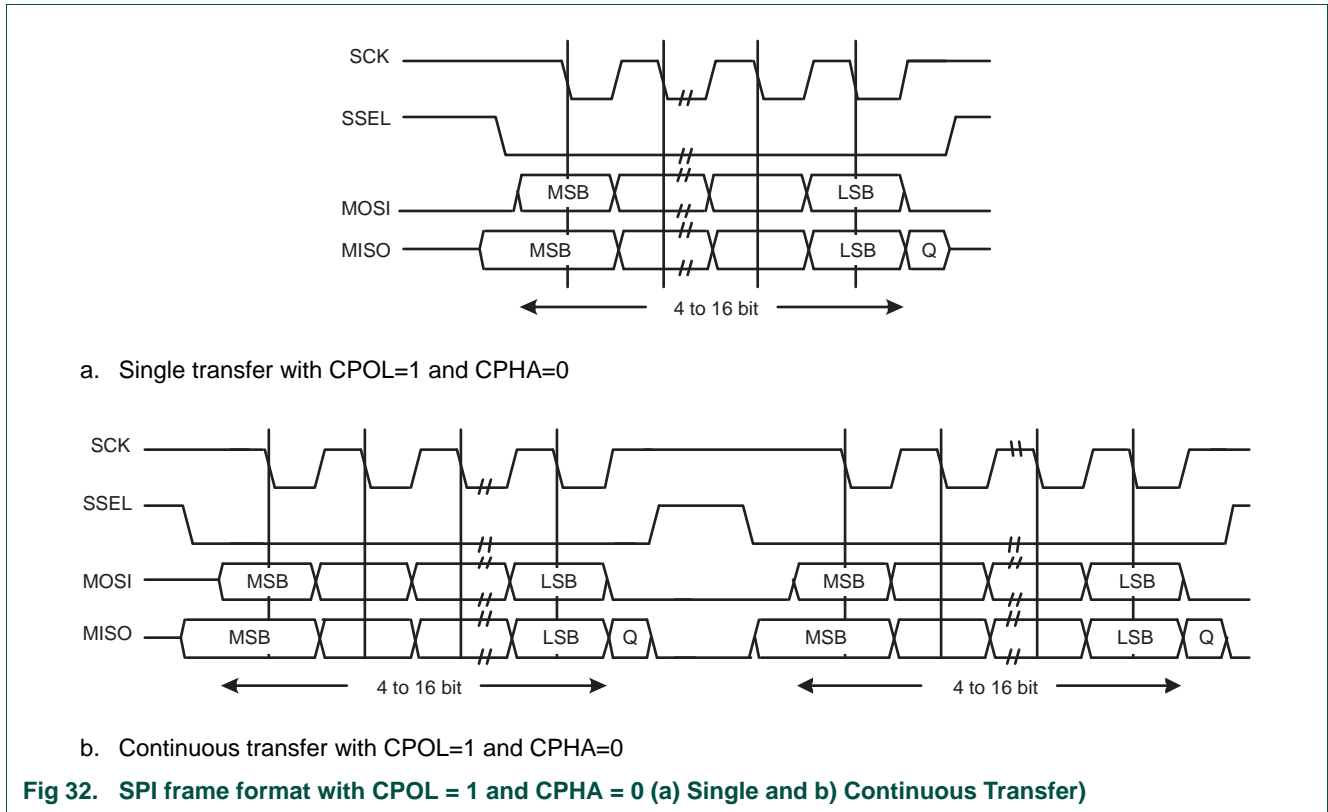 SCK
SSEL
MOSI MSB LSB
MISO MSB LSB Q
4 to 16 bit
a. Single transfer with CPOL=1 and CPHA=0
SCK
SSEL
MOSI MSB LSB MSB LSB
MISO MSB LSB Q MSB LSB Q
4 to 16 bit 4 to 16 bit
b. Continuous transfer with CPOL=1 and CPHA=0
Fig 32. SPI frame format with CPOL = 1 and CPHA = 0 (a) Single and b) Continuous Transfer)